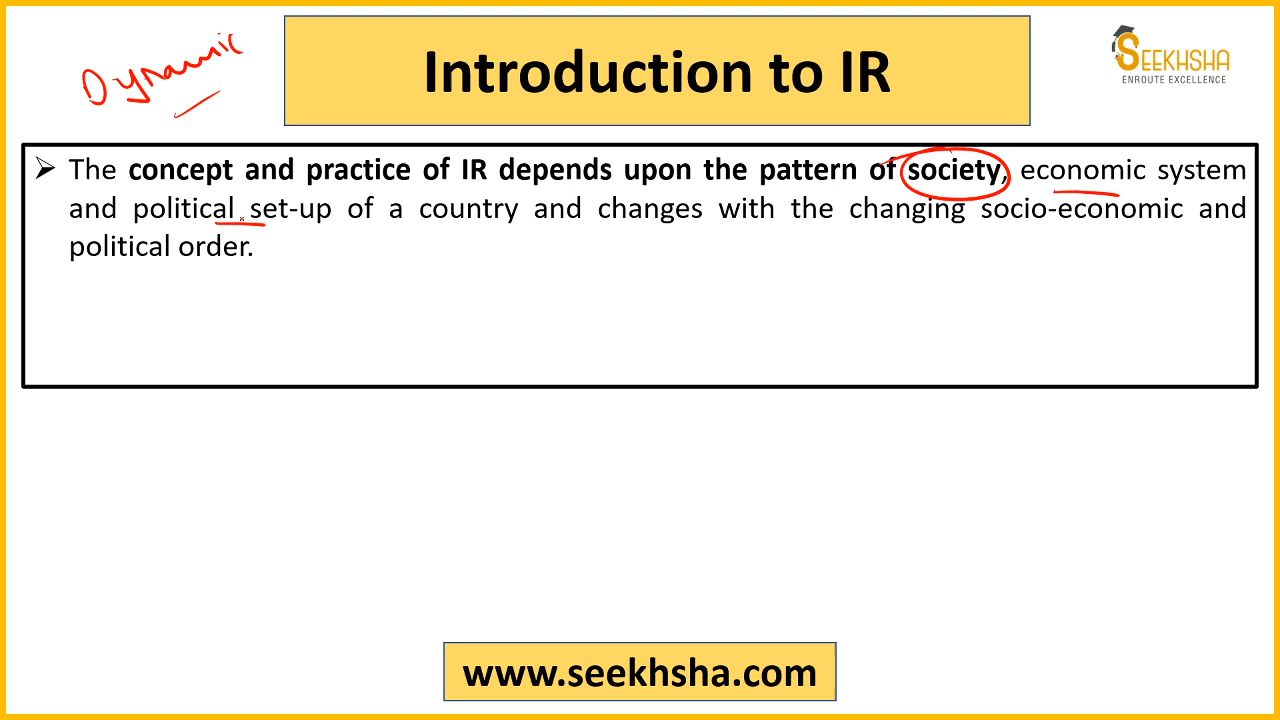 Dynamic
Introduction to IR
SEEKHSHA
ENROUTE EXCELLENCE
➢ The concept and practice of IR depends upon the pattern of society, economic system
and political set-up of a country and changes with the changing socio-economic and
political order.
www.seekhsha.com